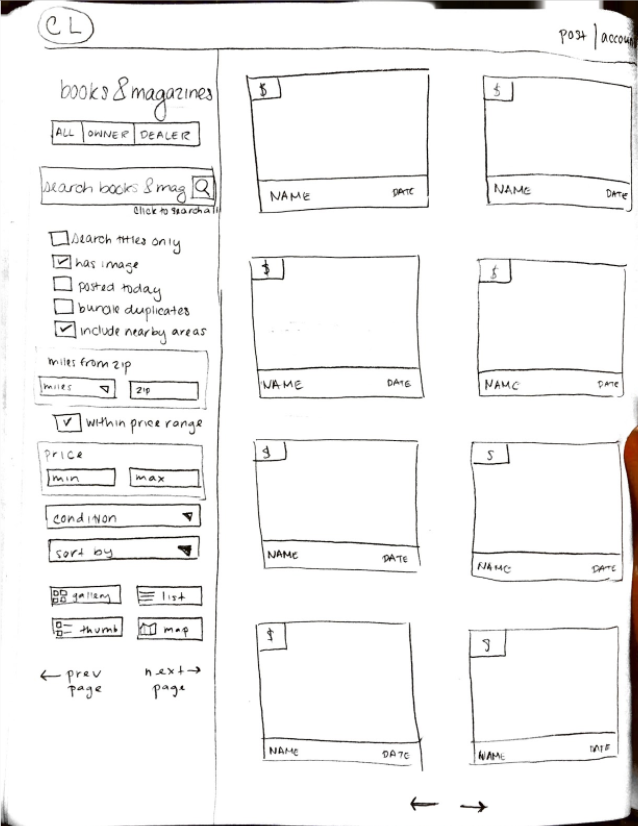 CL
post | accou
books & magazines
ALL OWNER DEALER
search books & mag
click to search a
search titles only
has image
posted today
bundle duplicates
include nearby areas
miles from zip
miles zip
within price range
price
min max
condition
sort by
gallery list
thumb map
← prev page
next → page
$ $
NAME DATE NAME DATE
$ $
NAME DATE NAME DATE
$ $
NAME DATE NAME DATE
$ $
NAME DATE NAME DATE
← →